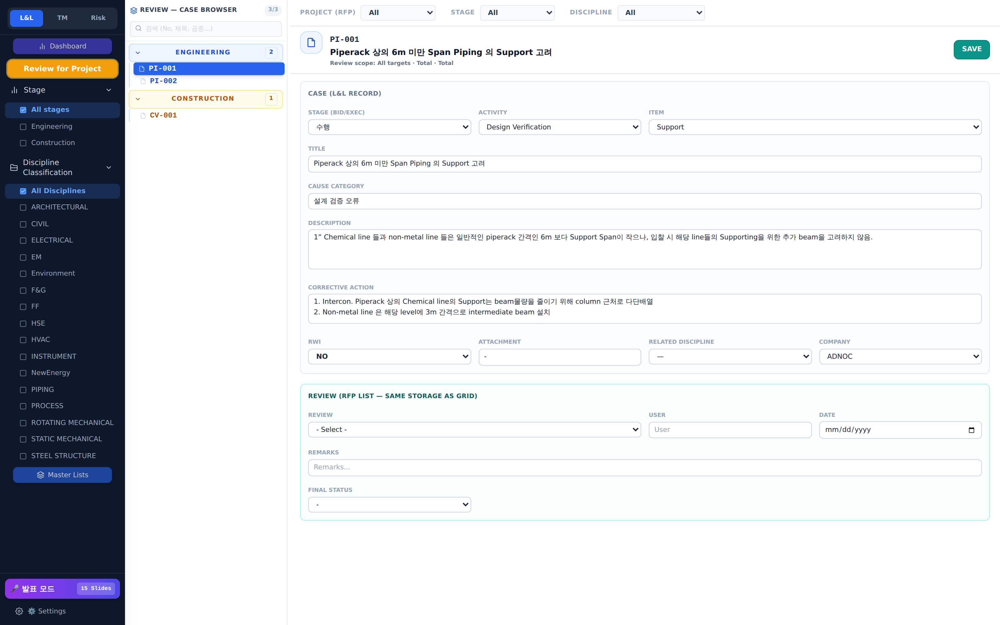 L&L TM Risk
Dashboard
Review for Project
Stage
All stages
Engineering
Construction
Discipline
Classification
All Disciplines
ARCHITECTURAL
CIVIL
ELECTRICAL
EM
Environment
F&G
FF
HSE
HVAC
INSTRUMENT
NewEnergy
PIPING
PROCESS
ROTATING MECHANICAL
STATIC MECHANICAL
STEEL STRUCTURE
Master Lists
🎤 발표 모드 15 Slides
⚙️ Settings
REVIEW — CASE BROWSER 3/3
검색 (No, 제목, 공종...)
ENGINEERING 2
PI-001
PI-002
CONSTRUCTION 1
CV-001
PROJECT (RFP) All STAGE All DISCIPLINE All
PI-001
Piperack 상의 6m 미만 Span Piping 의 Support 고려
Review scope: All targets · Total · Total
SAVE
CASE (L&L RECORD)
STAGE (BID/EXEC) ACTIVITY ITEM
수행 Design Verification Support
TITLE
Piperack 상의 6m 미만 Span Piping 의 Support 고려
CAUSE CATEGORY
설계 검증 오류
DESCRIPTION
1” Chemical line 들과 non-metal line 들은 일반적인 piperack 간격인 6m 보다 Support Span이 작으나, 입찰 시 해당 line들의 Supporting을 위한 추가 beam을 고려하지 않음.
CORRECTIVE ACTION
1. Intercon. Piperack 상의 Chemical line의 Support는 beam물량을 줄이기 위해 column 근처로 다단배열
2. Non-metal line 은 해당 level에 3m 간격으로 intermediate beam 설치
RWI ATTACHMENT RELATED DISCIPLINE COMPANY
NO - — ADNOC
REVIEW (RFP LIST — SAME STORAGE AS GRID)
REVIEW USER DATE
- Select - User mm/dd/yyyy
REMARKS
Remarks...
FINAL STATUS
-